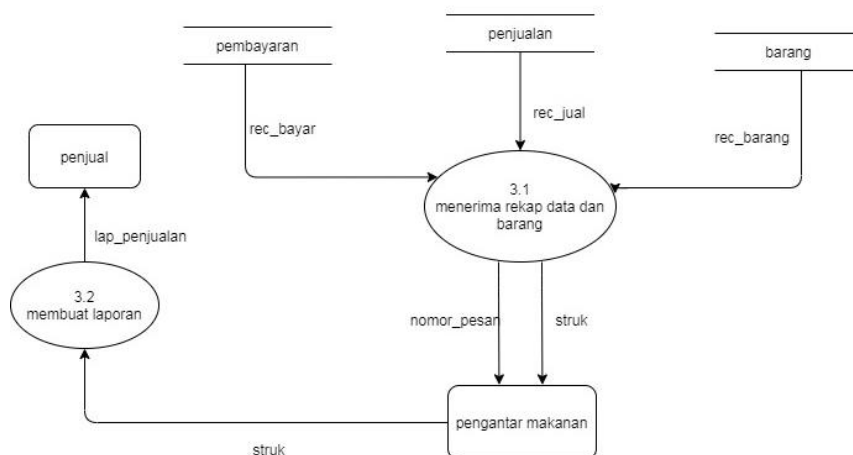 pembayaran
penjualan
barang
rec_bayar
rec_jual
rec_barang
penjual
3.1
menerima rekap data dan
barang
lap_penjualan
3.2
membuat laporan
nomor_pesan
struk
pengantar makanan
struk